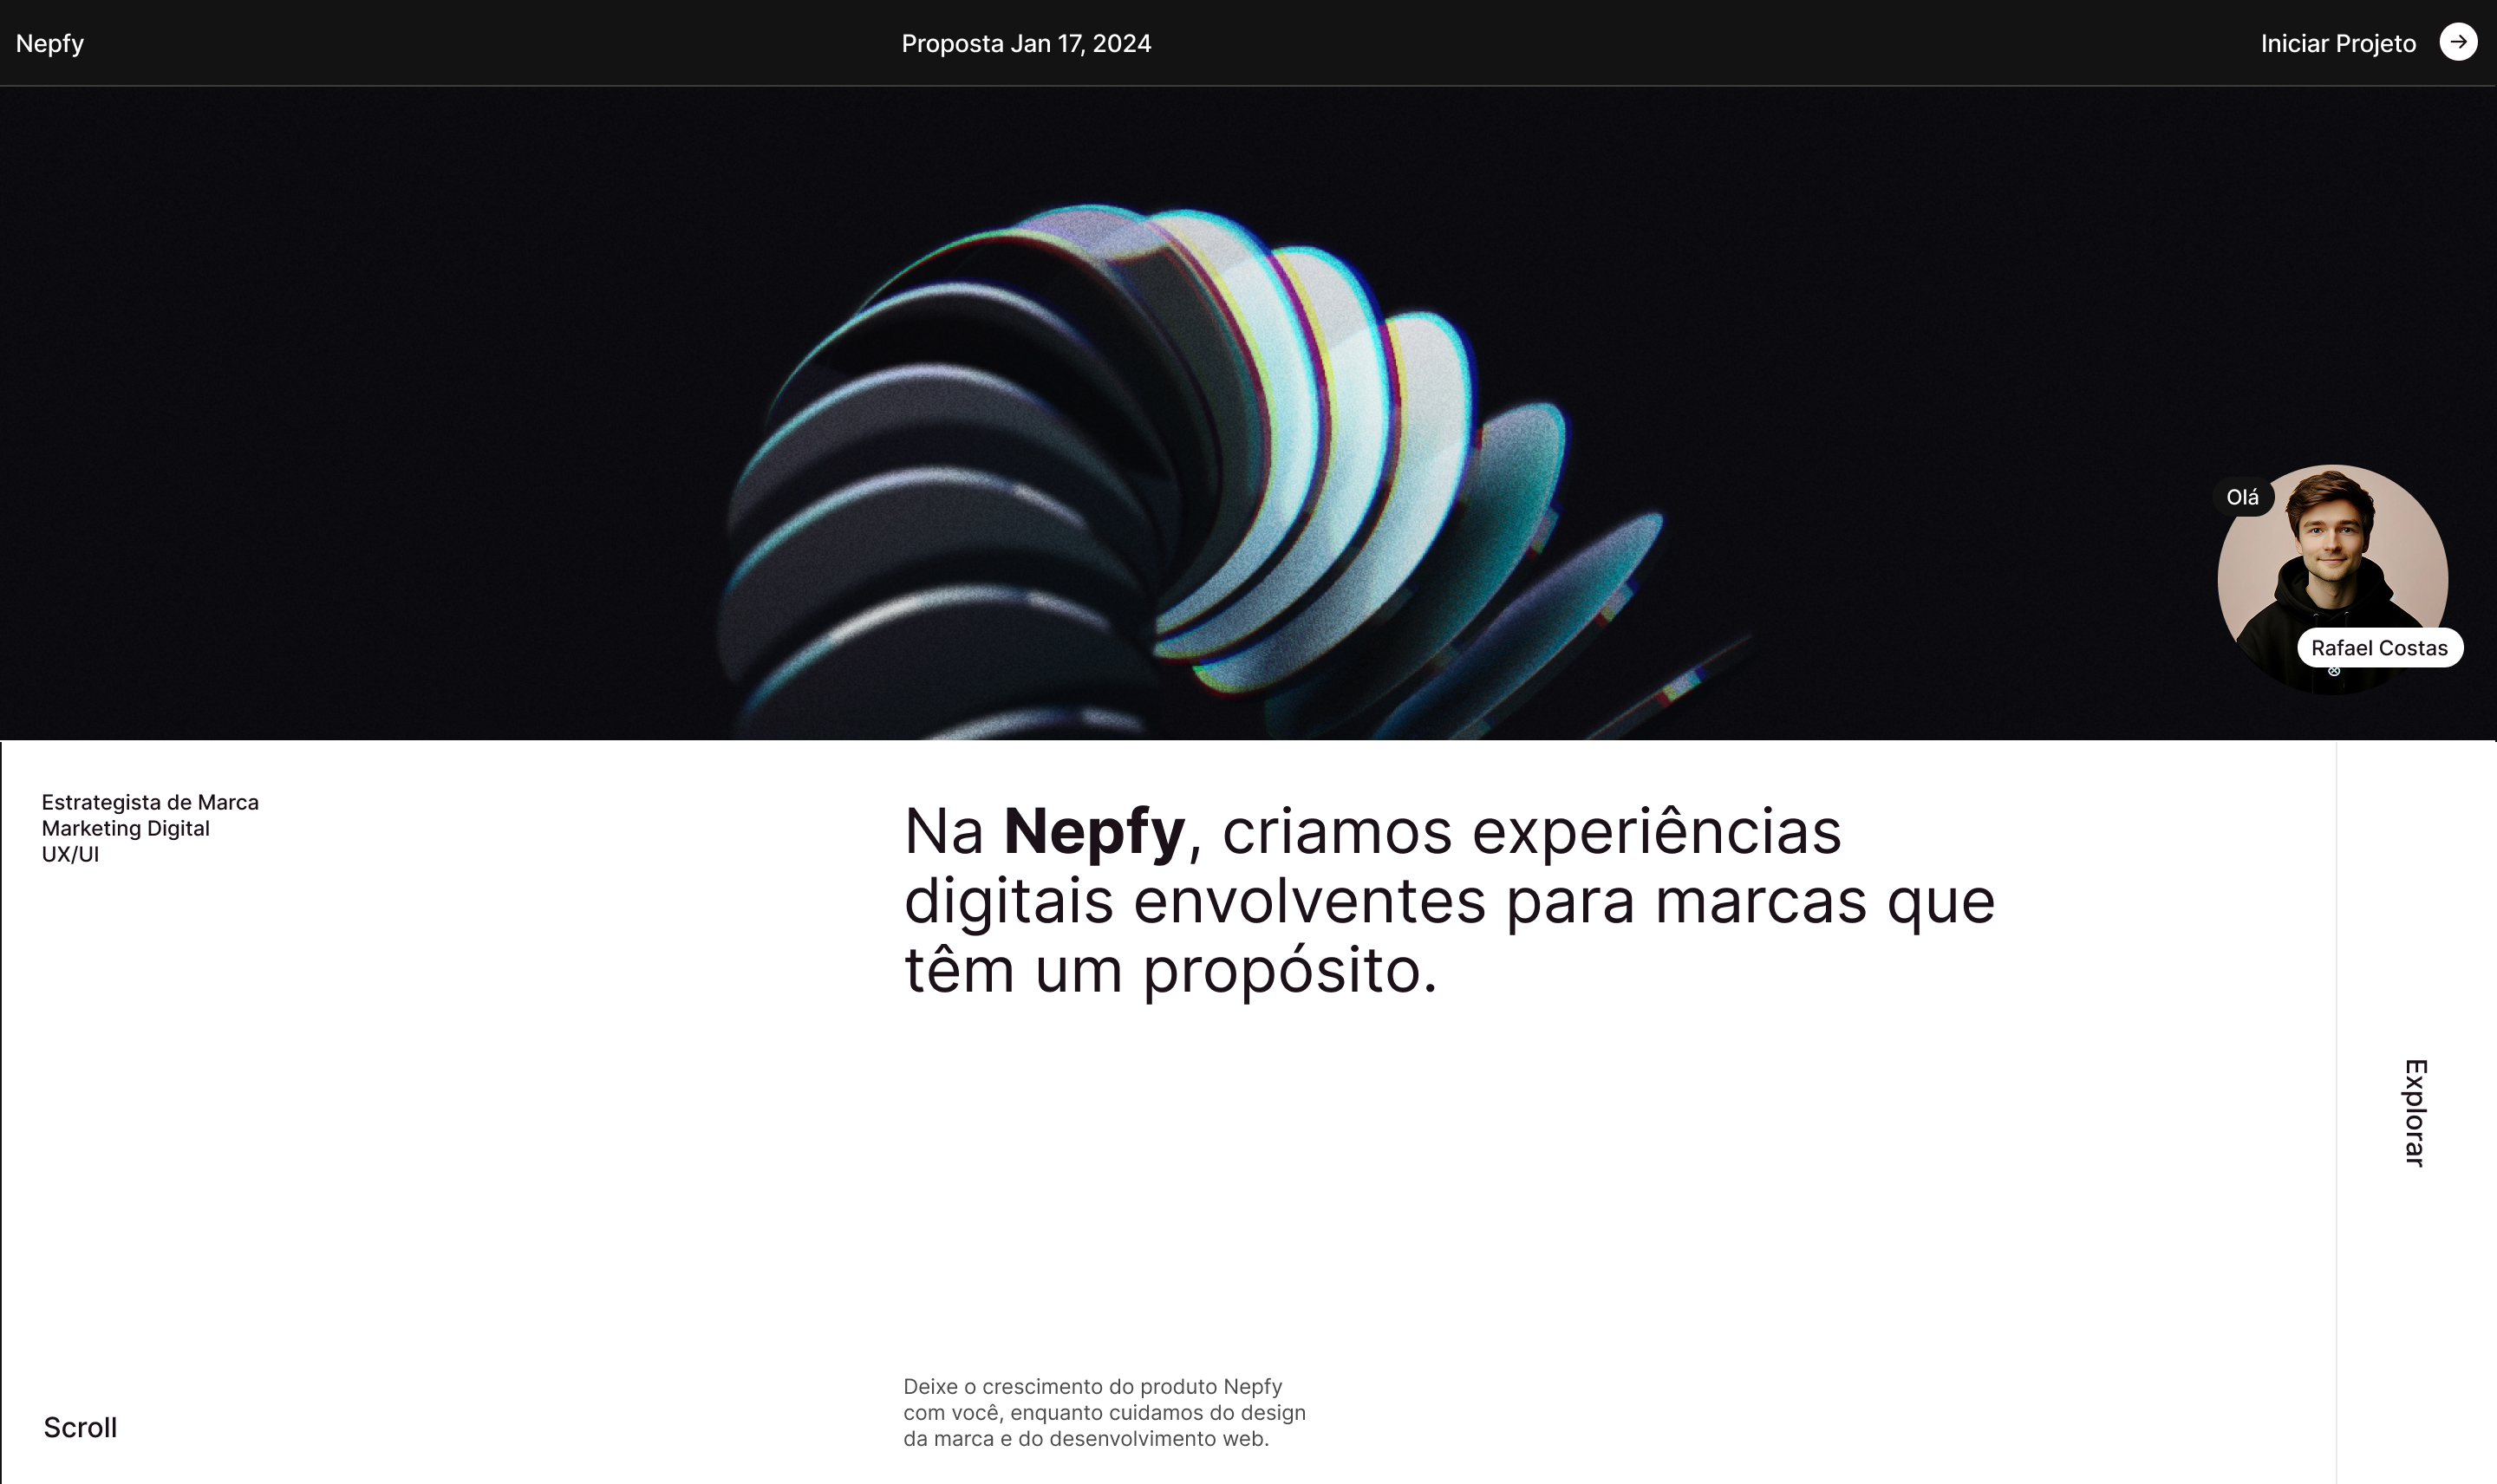 Nepfy
Proposta Jan 17, 2024
Iniciar Projeto
Olá
Rafael Costas
Estrategista de Marca
Marketing Digital
UX/UI
Na Nepfy, criamos experiências
digitais envolventes para marcas que
têm um propósito.
Explorar
Deixe o crescimento do produto Nepfy
com você, enquanto cuidamos do design
da marca e do desenvolvimento web.
Scroll